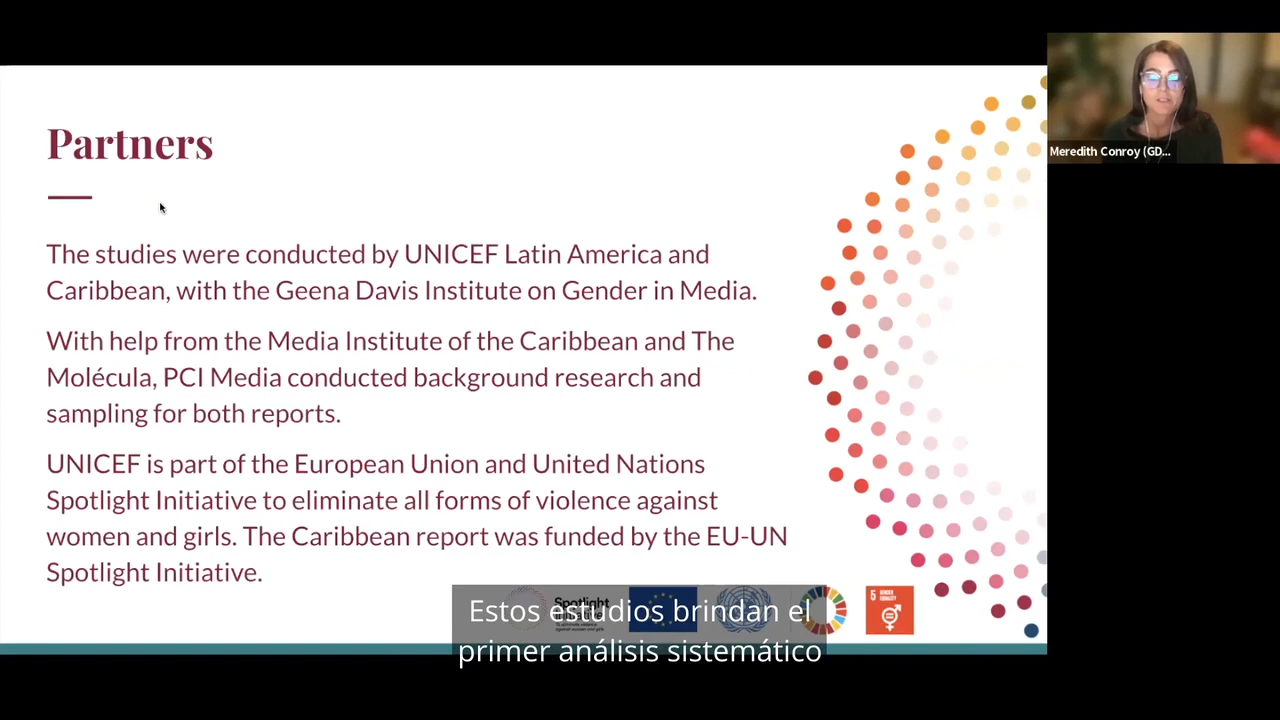 Partners
Meredith Conroy (GD...
The studies were conducted by UNICEF Latin America and
Caribbean, with the Geena Davis Institute on Gender in Media.
With help from the Media Institute of the Caribbean and The
Molécula, PCI Media conducted background research and
sampling for both reports.
UNICEF is part of the European Union and United Nations
Spotlight Initiative to eliminate all forms of violence against
women and girls. The Caribbean report was funded by the EU-UN
Spotlight Initiative.
Spotlight
5 GENDER
EQUALITY
Estos estudios brindan el
primer análisis sistemático